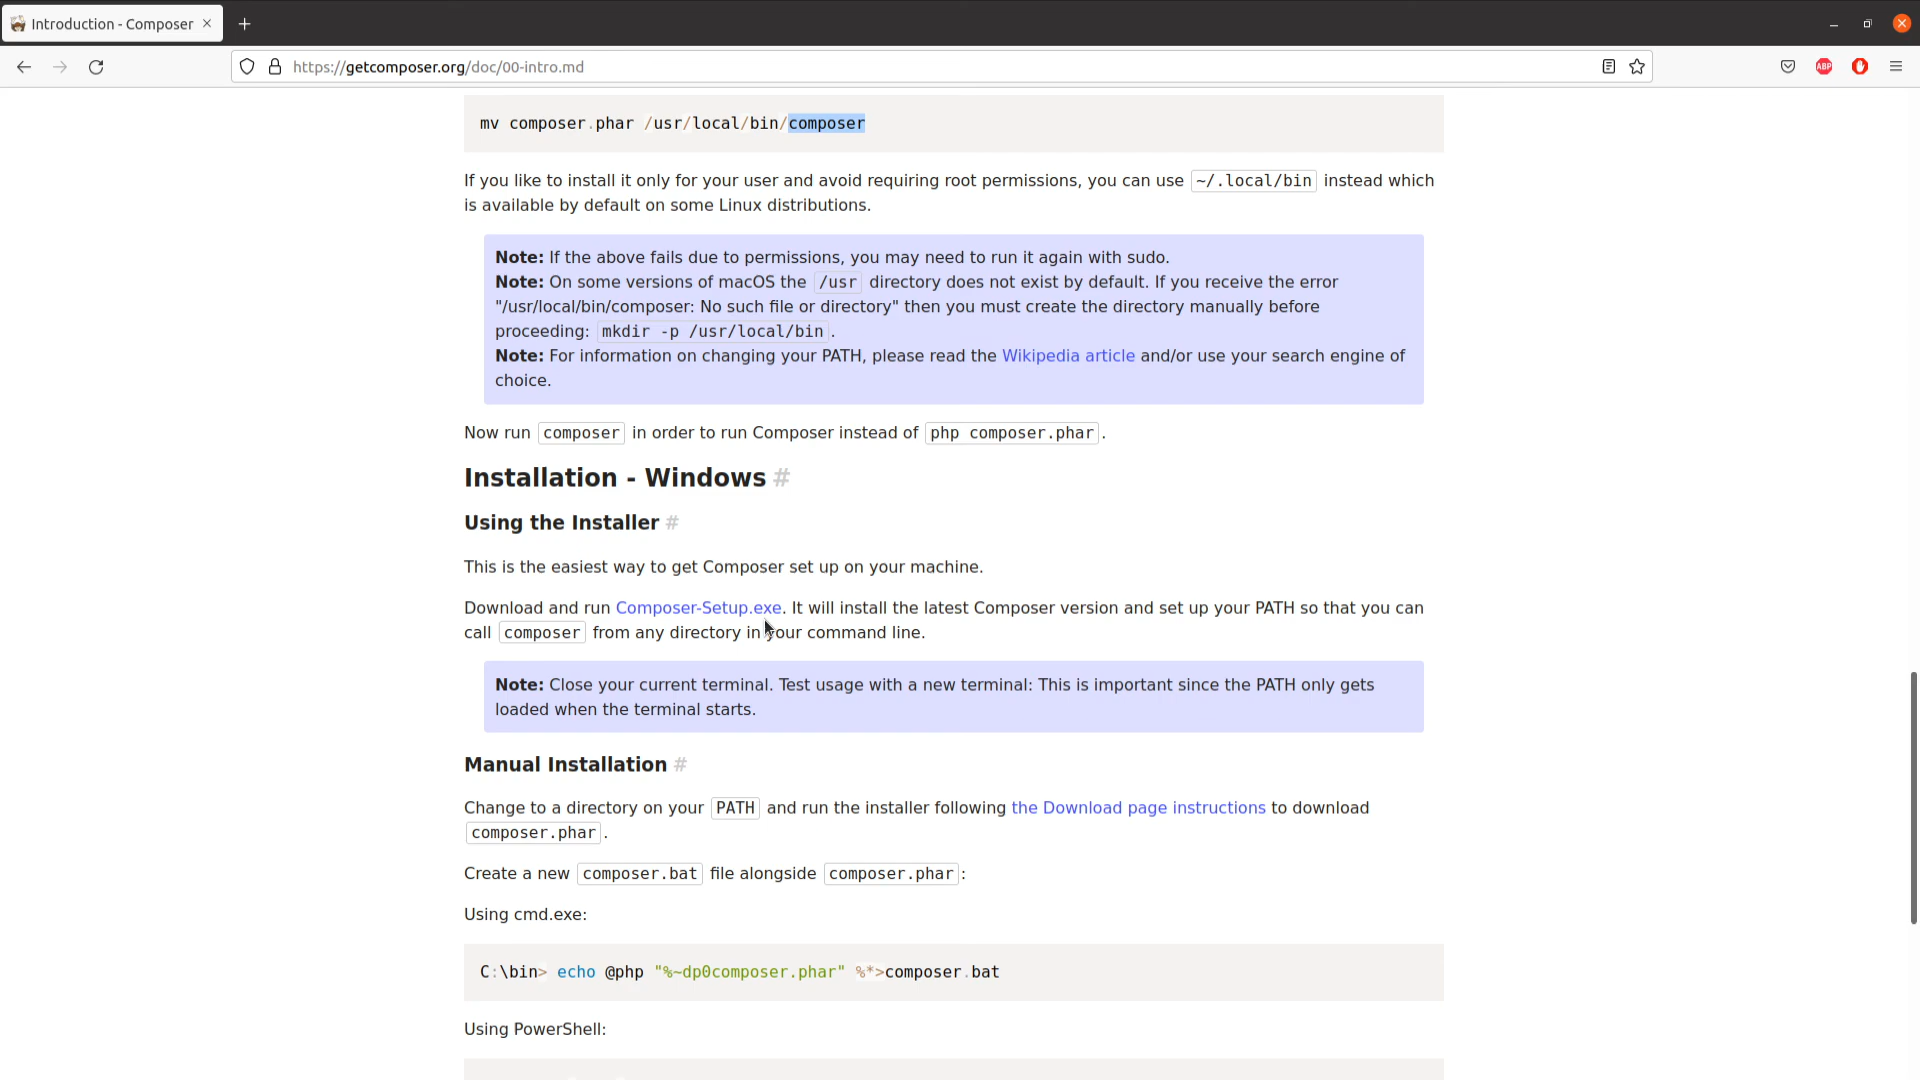 Introduction - Composer
https://getcomposer.org/doc/00-intro.md
ABP
mv composer.phar /usr/local/bin/composer
If you like to install it only for your user and avoid requiring root permissions, you can use ~/.local/bin instead which
is available by default on some Linux distributions.
Note: If the above fails due to permissions, you may need to run it again with sudo.
Note: On some versions of macOS the /usr directory does not exist by default. If you receive the error
"/usr/local/bin/composer: No such file or directory" then you must create the directory manually before
proceeding: mkdir -p /usr/local/bin.
Note: For information on changing your PATH, please read the Wikipedia article and/or use your search engine of
choice.
Now run composer in order to run Composer instead of php composer.phar.
Installation - Windows #
Using the Installer #
This is the easiest way to get Composer set up on your machine.
Download and run Composer-Setup.exe. It will install the latest Composer version and set up your PATH so that you can
call composer from any directory in your command line.
Note: Close your current terminal. Test usage with a new terminal: This is important since the PATH only gets
loaded when the terminal starts.
Manual Installation #
Change to a directory on your PATH and run the installer following the Download page instructions to download
composer.phar.
Create a new composer.bat file alongside composer.phar:
Using cmd.exe:
C:\bin> echo @php "%~dp0composer.phar" %*>composer.bat
Using PowerShell: